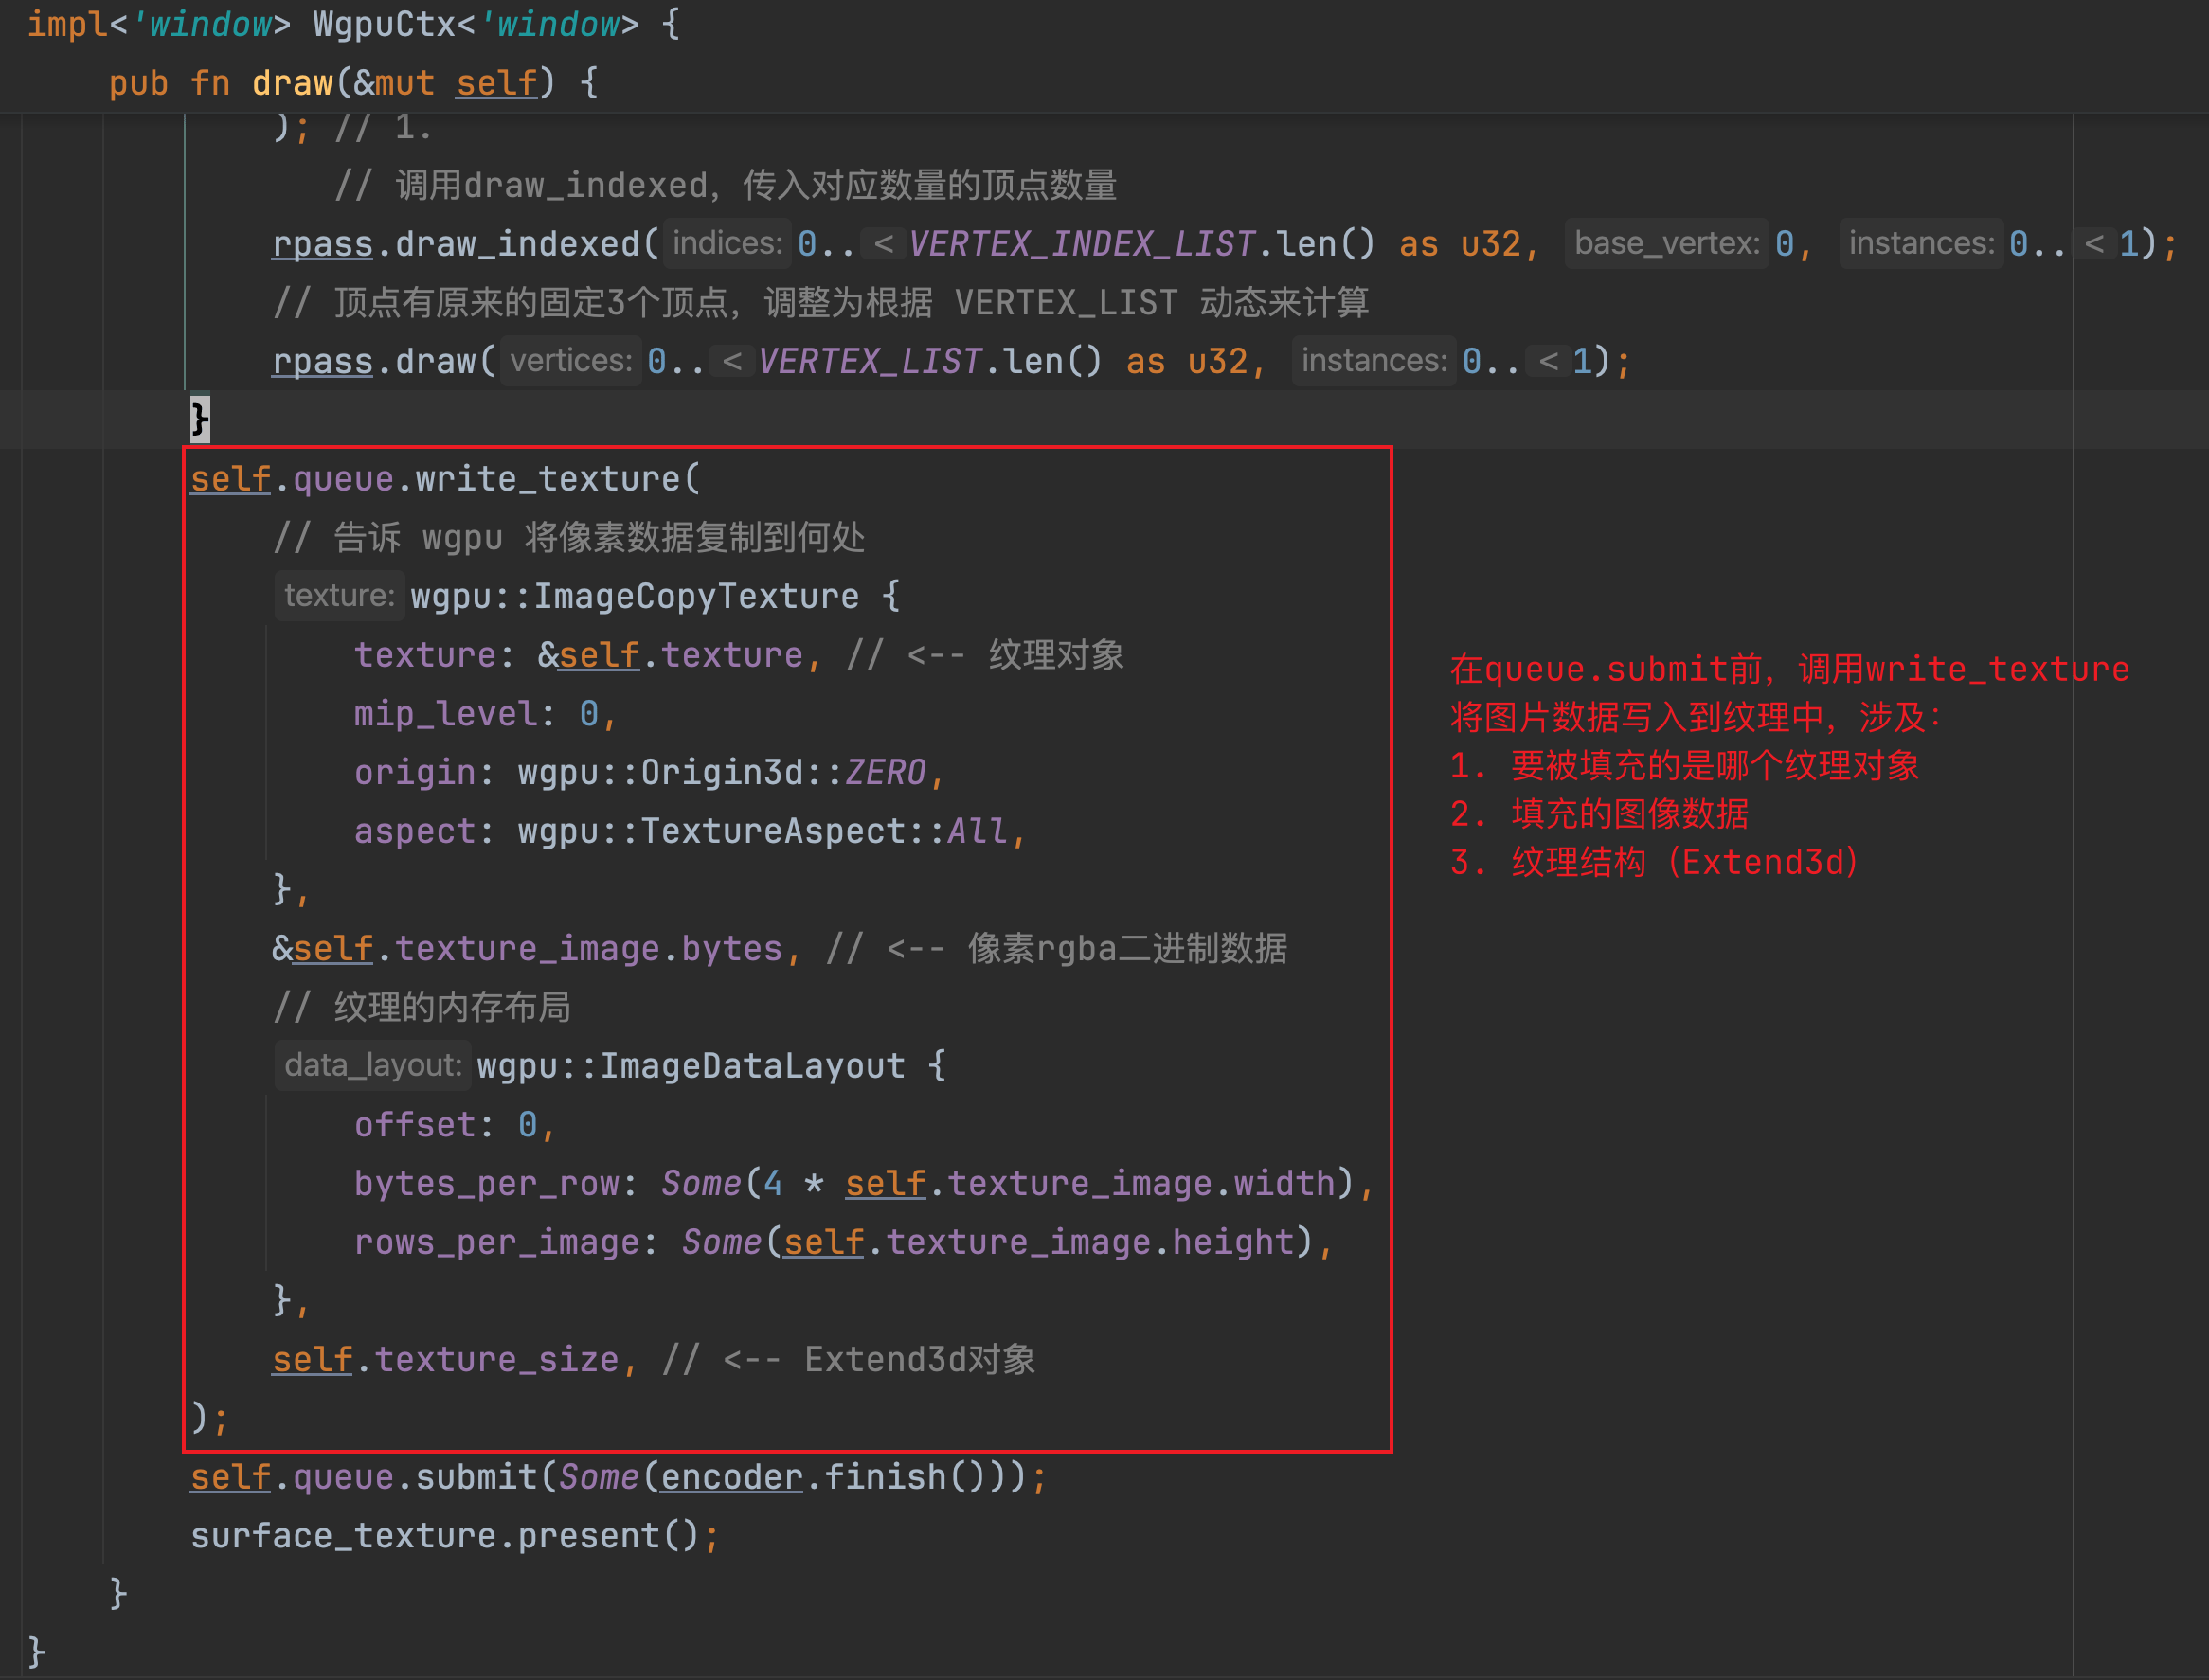 impl<'window> WgpuCtx<'window> {
pub fn draw(&mut self) {
); // 1.
// 调用draw_indexed，传入对应数量的顶点数量
rpass.draw_indexed( indices: 0.. < VERTEX_INDEX_LIST.len() as u32, base_vertex: 0, instances: 0.. < 1);
// 顶点有原来的固定3个顶点，调整为根据 VERTEX_LIST 动态来计算
rpass.draw( vertices: 0.. < VERTEX_LIST.len() as u32, instances: 0.. < 1);
}
self.queue.write_texture(
// 告诉 wgpu 将像素数据复制到何处
texture: wgpu::ImageCopyTexture {
texture: &self.texture, // <-- 纹理对象
mip_level: 0,
origin: wgpu::Origin3d::ZERO,
aspect: wgpu::TextureAspect::All,
},
&self.texture_image.bytes, // <-- 像素rgba二进制数据
// 纹理的内存布局
data_layout: wgpu::ImageDataLayout {
offset: 0,
bytes_per_row: Some(4 * self.texture_image.width),
rows_per_image: Some(self.texture_image.height),
},
self.texture_size, // <-- Extend3d对象
);
self.queue.submit(Some(encoder.finish()));
surface_texture.present();
}
}
在queue.submit前，调用write_texture
将图片数据写入到纹理中，涉及：
1. 要被填充的是哪个纹理对象
2. 填充的图像数据
3. 纹理结构（Extend3d）